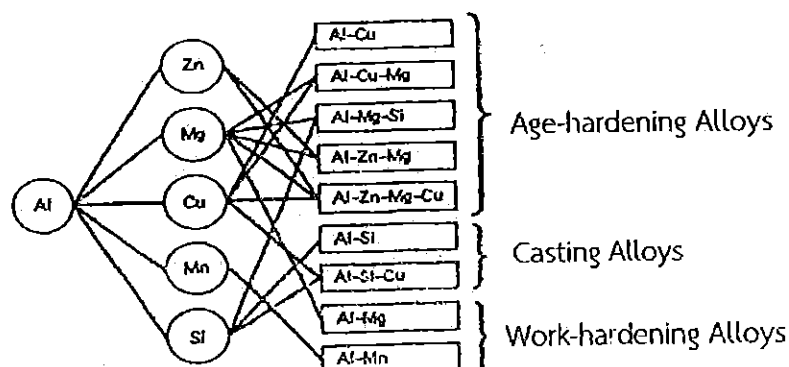 Al
Zn
Mg
Cu
Mn
Si
Al-Cu
Al-Cu-Mg
Al-Mg-Si
Al-Zn-Mg
Al-Zn-Mg-Cu
Al-Si
Al-Si-Cu
Al-Mg
Al-Mn
Age-hardening Alloys
Casting Alloys
Work-hardening Alloys